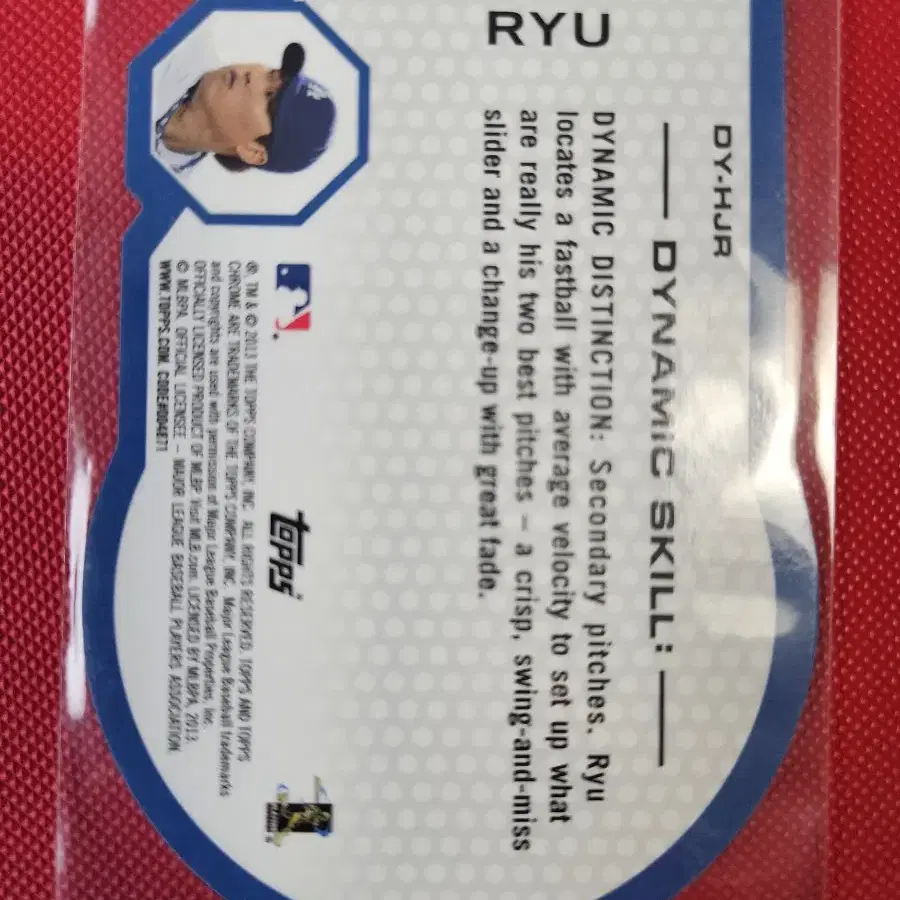 DY-HJR
RYU
DYNAMIC SKILL:
DYNAMIC DISTINCTION: Secondary pitches. Ryu
locates a fastball with average velocity to set up what
are really his two best pitches – a crisp, swing-and-miss
slider and a change-up with great fade.
topps
® TM & © 2013 THE TOPPS COMPANY, INC. ALL RIGHTS RESERVED. TOPPS AND TOPPS
CHROME ARE TRADEMARKS OF THE TOPPS COMPANY, INC. Major League Baseball trademarks
and copyrights are used with permission of Major League Baseball Properties, Inc.
OFFICIALLY LICENSED PRODUCT OF MLBP. Visit MLB.com. LICENSED BY MLBPA, 2013.
© MLBPA. OFFICIAL LICENSEE – MAJOR LEAGUE BASEBALL PLAYERS ASSOCIATION.
WWW.TOPPS.COM. CODE#004E71